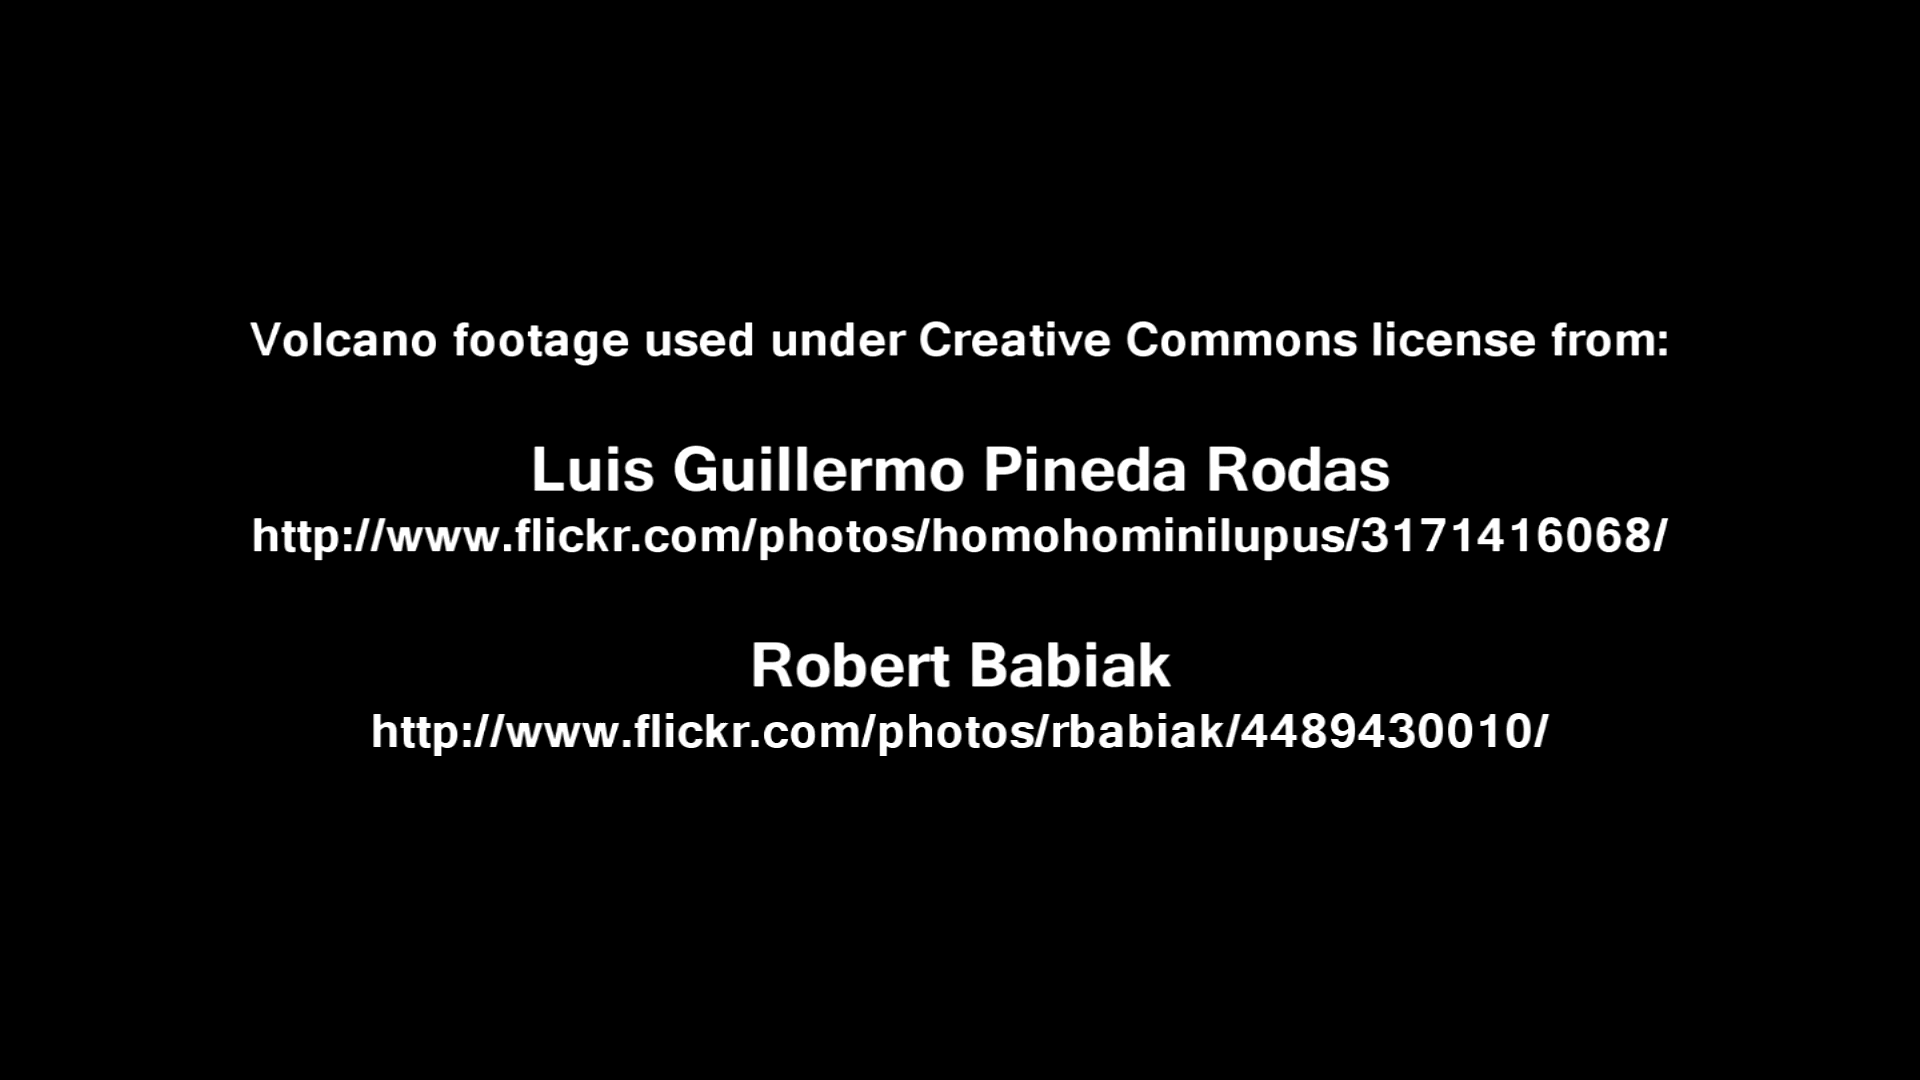 Volcano footage used under Creative Commons license from:
Luis Guillermo Pineda Rodas
http://www.flickr.com/photos/homohominilupus/3171416068/
Robert Babiak
http://www.flickr.com/photos/rbabiak/4489430010/